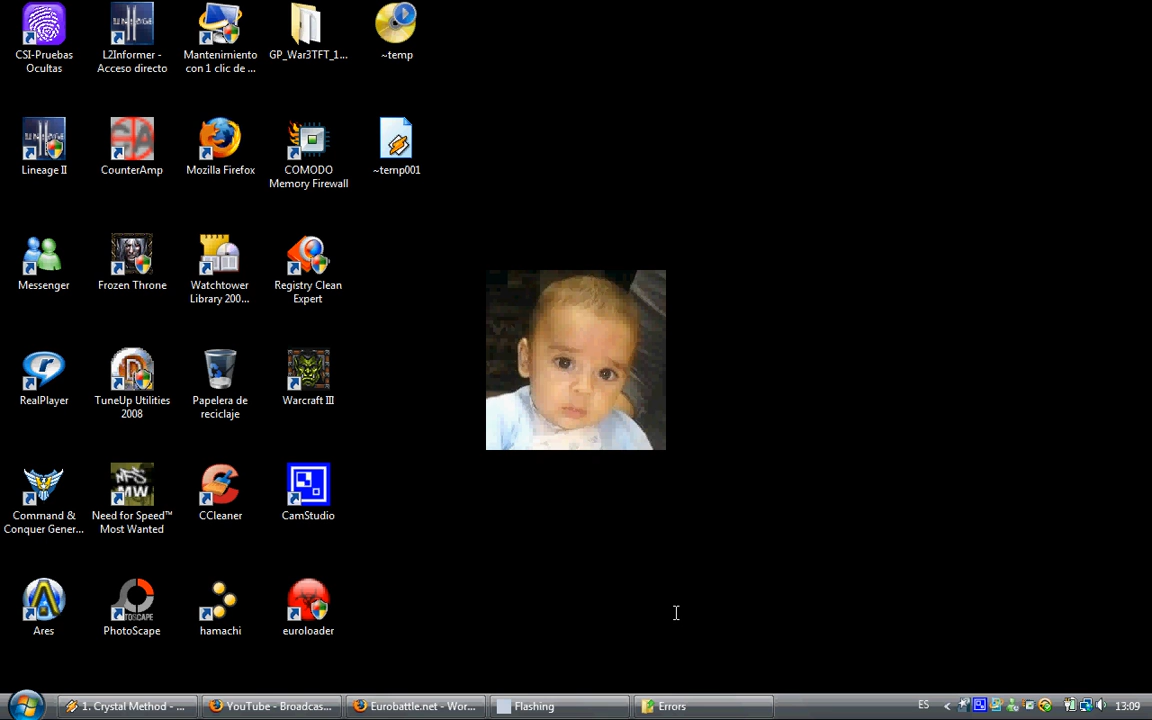 CSI-Pruebas
Ocultas
L2Informer -
Acceso directo
Mantenimiento
con 1 clic de ...
GP_War3TFT_1...
~temp
Lineage II
CounterAmp
Mozilla Firefox
COMODO
Memory Firewall
~temp001
Messenger
Frozen Throne
Watchtower
Library 200...
Registry Clean
Expert
RealPlayer
TuneUp Utilities
2008
Papelera de
reciclaje
Warcraft III
Command &
Conquer Gener...
Need for Speed™
Most Wanted
CCleaner
CamStudio
Ares
PhotoScape
hamachi
euroloader
1. Crystal Method - ...
YouTube - Broadcas...
Eurobattle.net - Wor...
Flashing
Errors
ES
<
13:09